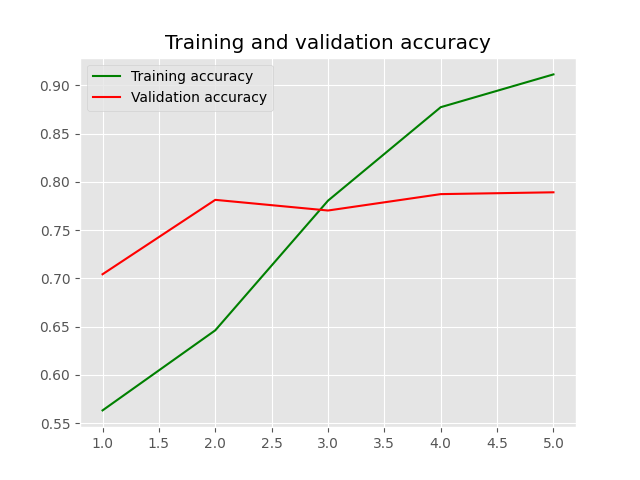 Training and validation accuracy
Training accuracy
Validation accuracy
0.90
0.85
0.80
0.75
0.70
0.65
0.60
0.55
1.0 1.5 2.0 2.5 3.0 3.5 4.0 4.5 5.0